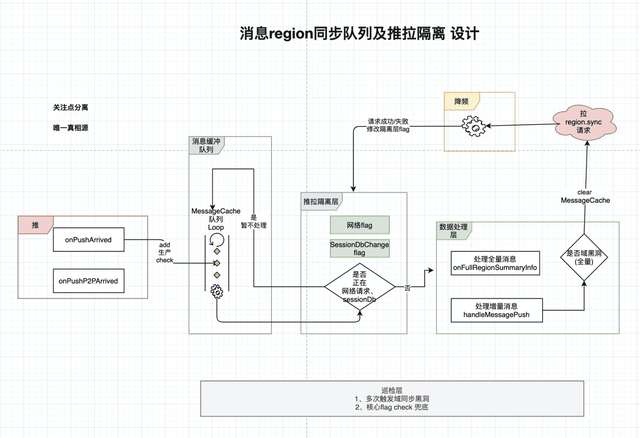 消息region同步队列及推拉隔离 设计
关注点分离
唯一真相源
降频
拉
region.sync
请求
请求成功/失败
修改隔离层flag
消息缓冲
队列
MessageCache
队列
Loop
推
onPushArrived
onPushP2PArrived
add
生产
check
是
暂不处理
推拉隔离层
网络flag
SessionDbChange
flag
是否
正在
网络请求、
sessionDb
否
数据处理
层
处理全量消息
onFullRegionSummaryInfo
处理增量消息
handleMessagePush
是否域黑洞
(全量)
clear
MessageCache
巡检层
1、多次触发域同步黑洞
2、核心flag check 兜底